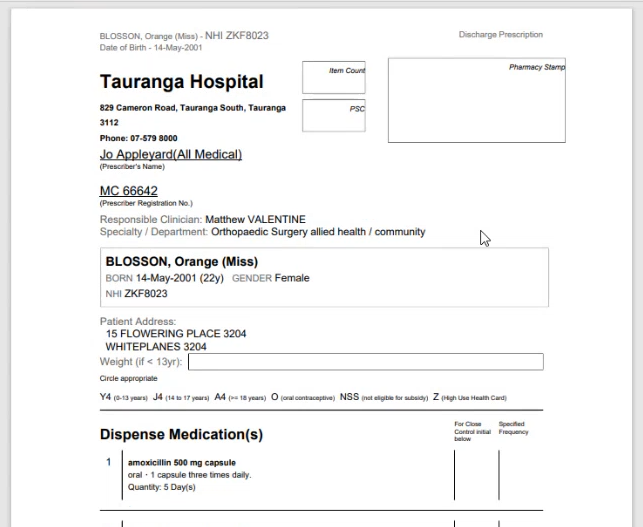 BLOSSON, Orange (Miss) - NHI ZKF8023
Discharge Prescription
Date of Birth - 14-May-2001
Item Count
Pharmacy Stamp
Tauranga Hospital
PSC
829 Cameron Road, Tauranga South, Tauranga
3112
Phone: 07-579 8000
Jo Appleyard(All Medical)
(Prescriber's Name)
MC 66642
(Prescriber Registration No.)
Responsible Clinician: Matthew VALENTINE
Specialty / Department: Orthopaedic Surgery allied health / community
BLOSSON, Orange (Miss)
BORN 14-May-2001 (22y) GENDER Female
NHI ZKF8023
Patient Address:
15 FLOWERING PLACE 3204
WHITEPLANES 3204
Weight (if < 13yr):
Circle appropriate
Y4 (0-13 years) J4 (14 to 17 years) A4 (>= 18 years) O (oral contraceptive) NSS (not eligible for subsidy) Z (High Use Health Card)
Dispense Medication(s)
For Close
Control initial
below
Specified
Frequency
1
amoxicillin 500 mg capsule
oral - 1 capsule three times daily.
Quantity: 5 Day(s)